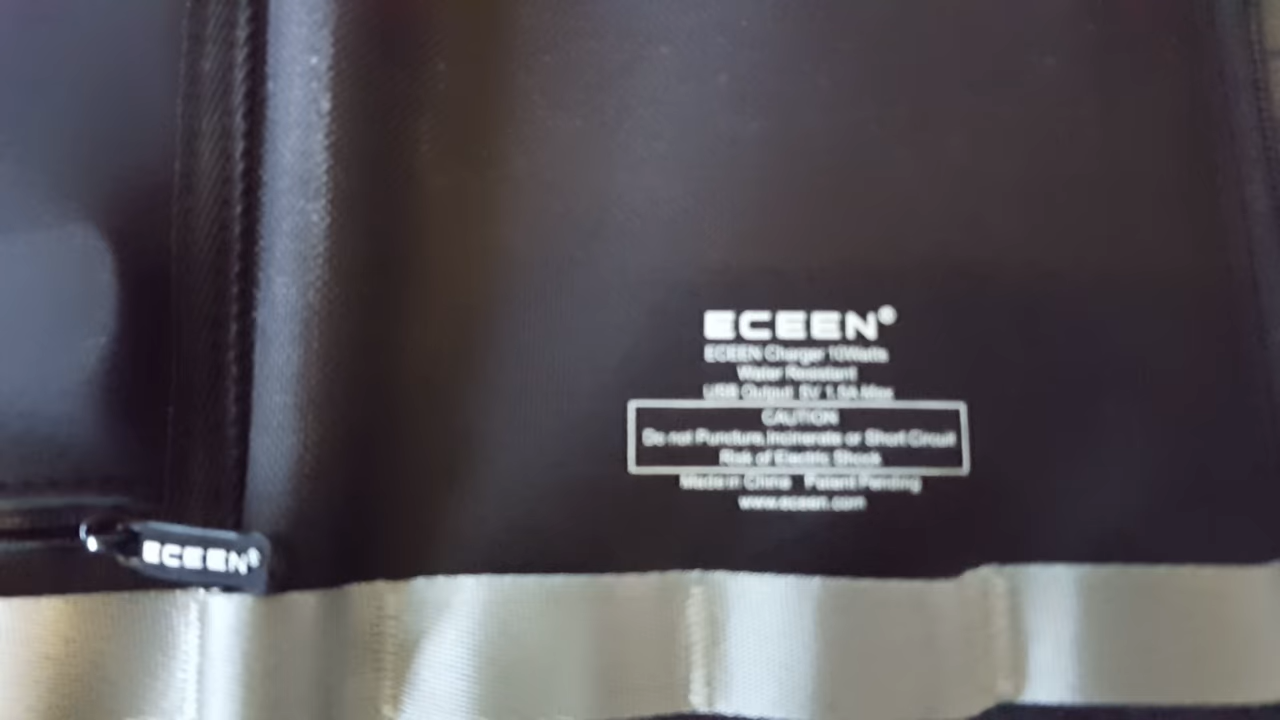 ECEEN®
ECEEN Charger 10Watts
Water Resistant
USB Output: 5V 1.5A Max
CAUTION
Do not Puncture, Incinerate or Short Circuit
Risk of Electric Shock
Made in China Patent Pending
www.eceen.com
ECEEN®